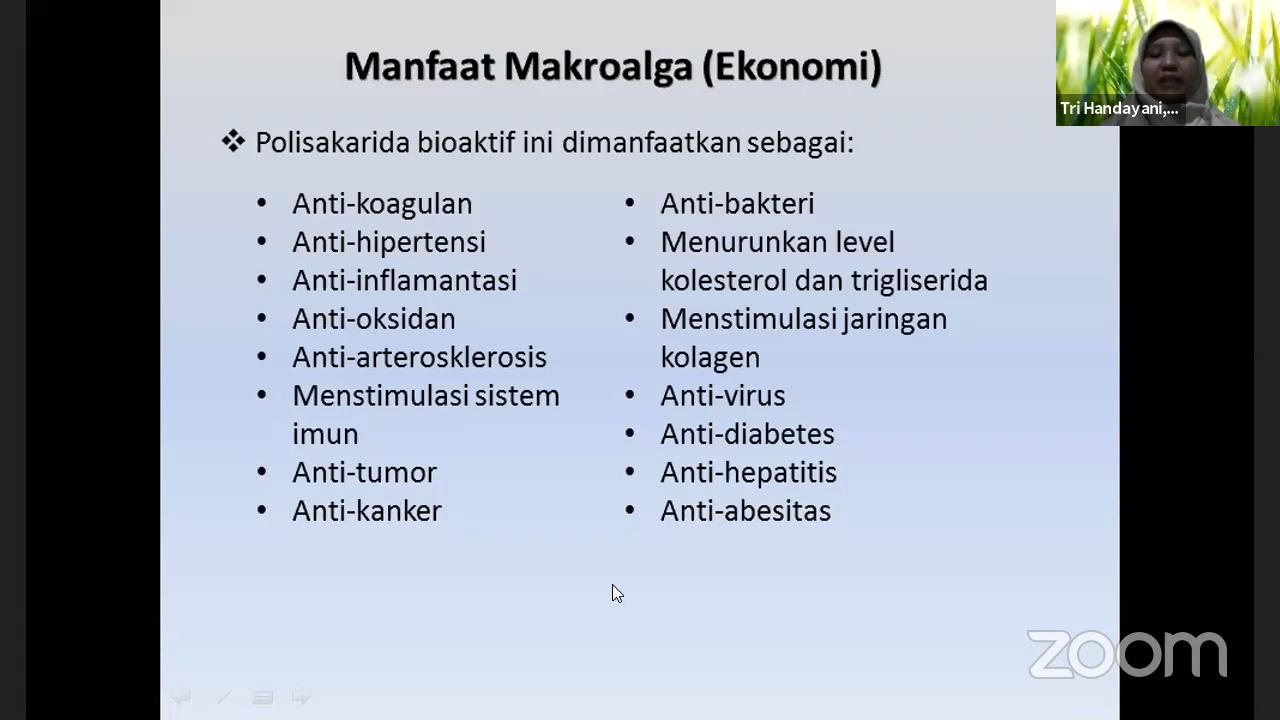 Manfaat Makroalga (Ekonomi)
Tri Handayani,...
❖ Polisakarida bioaktif ini dimanfaatkan sebagai:
• Anti-koagulan
• Anti-hipertensi
• Anti-inflamantasi
• Anti-oksidan
• Anti-arterosklerosis
• Menstimulasi sistem
imun
• Anti-tumor
• Anti-kanker
• Anti-bakteri
• Menurunkan level
kolesterol dan trigliserida
• Menstimulasi jaringan
kolagen
• Anti-virus
• Anti-diabetes
• Anti-hepatitis
• Anti-abesitas
zoom